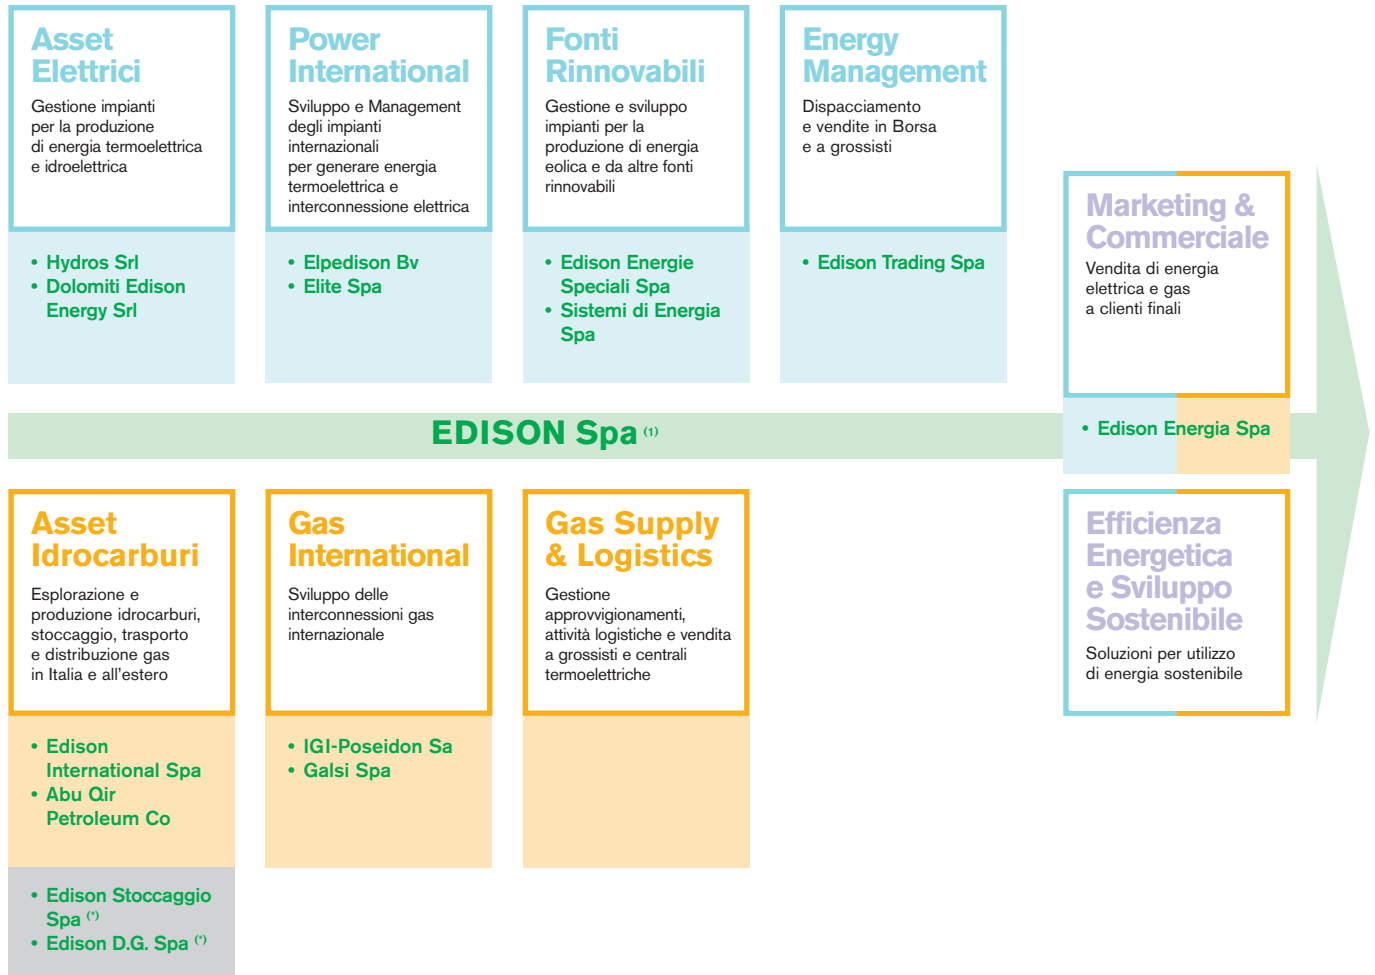 Asset
Elettrici
Gestione impianti
per la produzione
di energia termoelettrica
e idroelettrica
• Hydros Srl
• Dolomiti Edison
Energy Srl
Power
International
Sviluppo e Management
degli impianti
internazionali
per generare energia
termoelettrica e
interconnessione elettrica
• Elpedison Bv
• Elite Spa
Fonti
Rinnovabili
Gestione e sviluppo
impianti per la
produzione di energia
eolica e da altre fonti
rinnovabili
• Edison Energie
Speciali Spa
• Sistemi di Energia
Spa
Energy
Management
Dispacciamento
e vendite in Borsa
e a grossisti
• Edison Trading Spa
Marketing &
Commerciale
Vendita di energia
elettrica e gas
a clienti finali
• Edison Energia Spa
EDISON Spa (1)
Asset
Idrocarburi
Esplorazione e
produzione idrocarburi,
stoccaggio, trasporto
e distribuzione gas
in Italia e all'estero
• Edison
International Spa
• Abu Qir
Petroleum Co
• Edison Stoccaggio
Spa (*)
• Edison D.G. Spa (*)
Gas
International
Sviluppo delle
interconnessioni gas
internazionale
• IGI-Poseidon Sa
• Galsi Spa
Gas Supply
& Logistics
Gestione
approvvigionamenti,
attività logistiche e vendita
a grossisti e centrali
termoelettriche
Efficienza
Energetica
e Sviluppo
Sostenibile
Soluzioni per utilizzo
di energia sostenibile